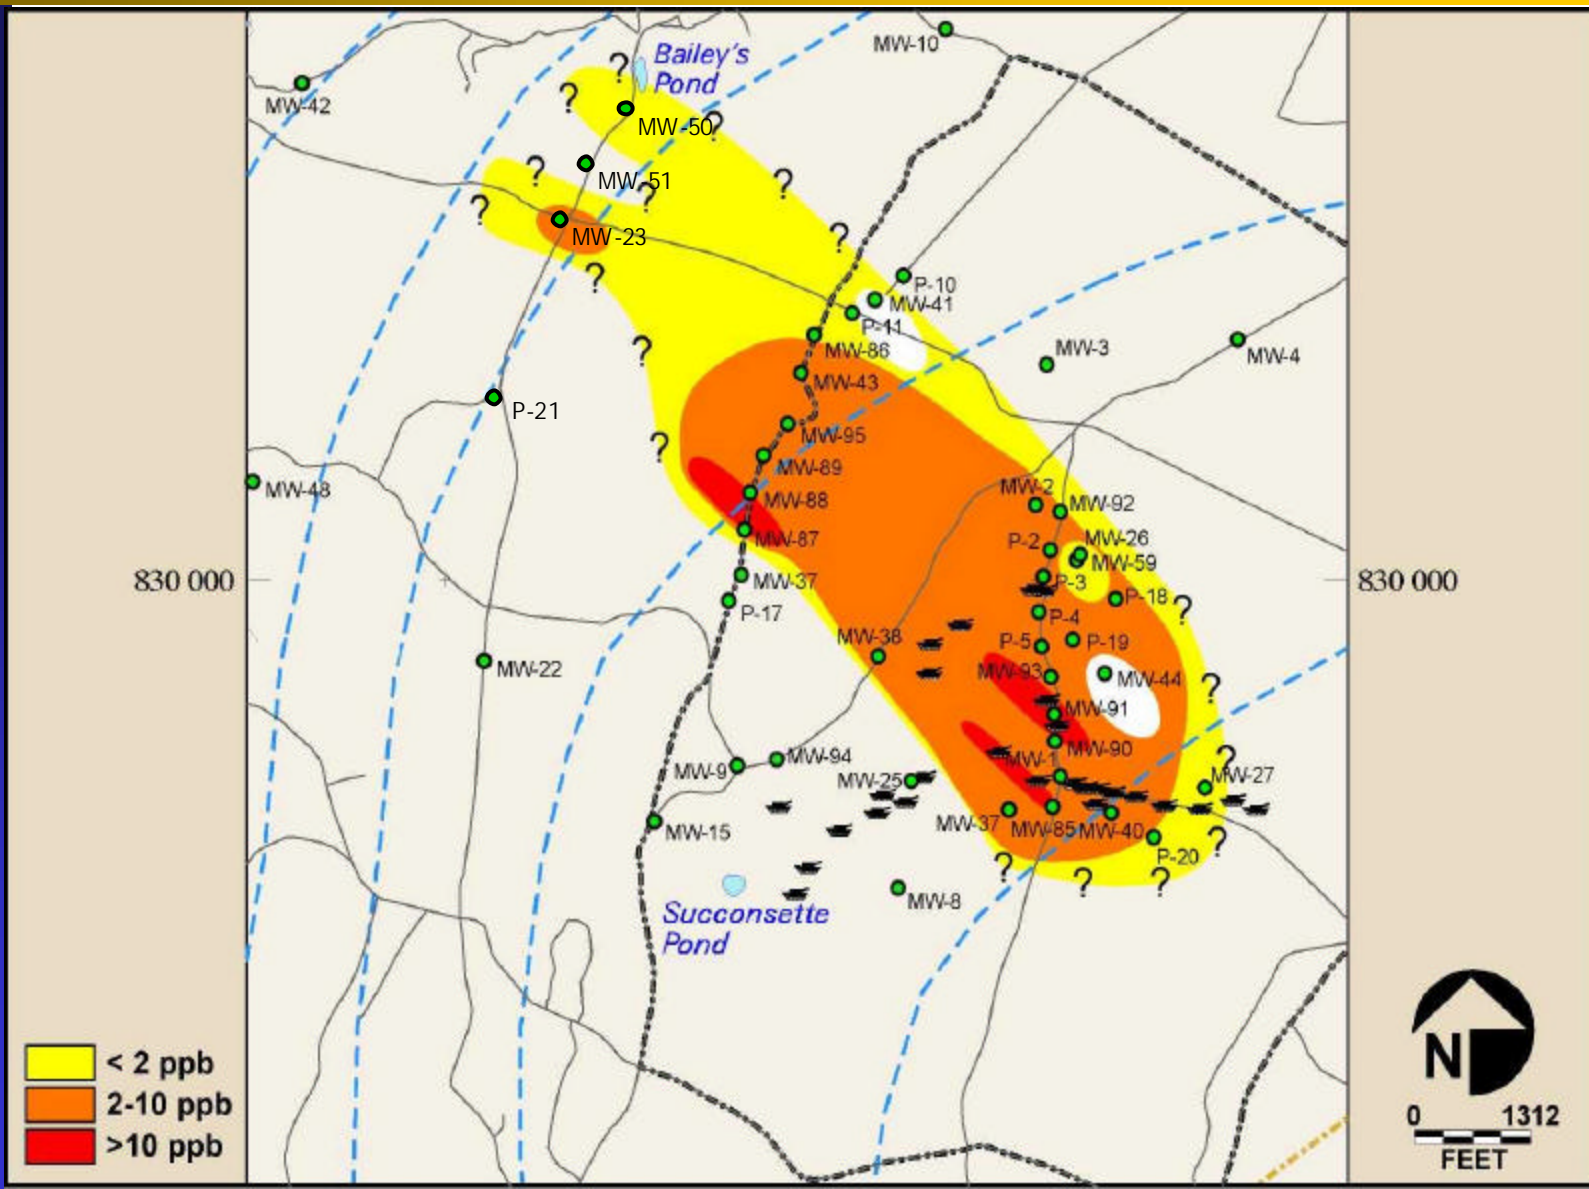 MW-10
Bailey's
Pond
?
?
MW-42
MW-50
?
?
MW-51
?
?
?
?
MW-23
?
?
P-10
MW-41
P-11
MW-86
?
MW-3
MW-4
MW-43
P-21
MW-95
?
MW-89
MW-48
MW-88
MW-2
MW-92
MW-87
P-2
MW-26
MW-59
830 000
MW-37
P-3
830 000
P-17
P-18
?
P-4
MW-38
P-5
P-19
MW-22
MW-93
MW-44
?
MW-91
MW-90
MW-94
MW-1
?
MW-9
MW-25
MW-27
MW-15
MW-37
MW-85
MW-40
?
P-20
?
?
?
MW-8
Succonsette
Pond
N
< 2 ppb
2-10 ppb
>10 ppb
0 1312
FEET